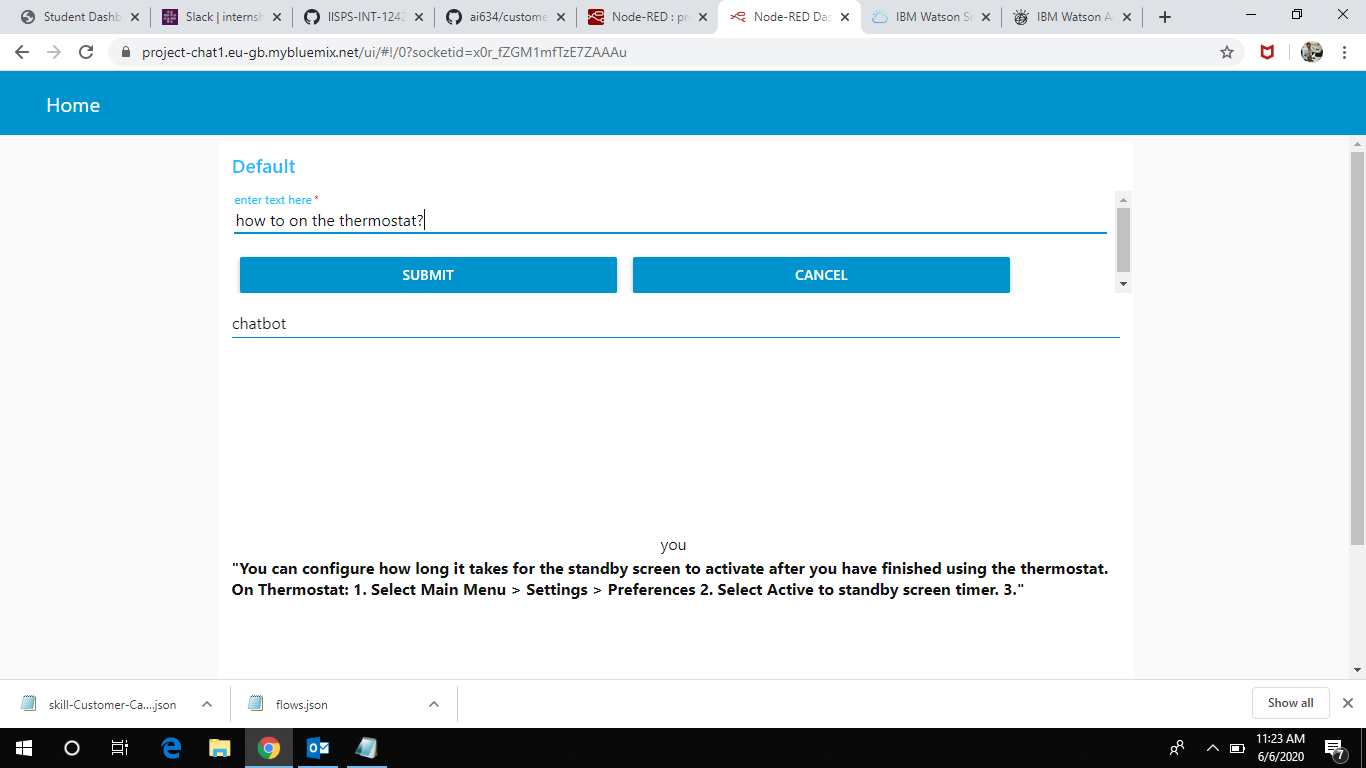 Student Dashb
Slack | internsh
IISPS-INT-1242
ai634/custome
Node-RED : pr
Node-RED Das
IBM Watson Se
IBM Watson A
project-chat1.eu-gb.mybluemix.net/ui/#!/0?socketid=x0r_fZGM1mfTzE7ZAAAu
Home
Default
enter text here *
how to on the thermostat?
SUBMIT CANCEL
chatbot
you
"You can configure how long it takes for the standby screen to activate after you have finished using the thermostat.
On Thermostat: 1. Select Main Menu > Settings > Preferences 2. Select Active to standby screen timer. 3."
skill-Customer-Ca....json
flows.json
Show all
11:23 AM
6/6/2020
7